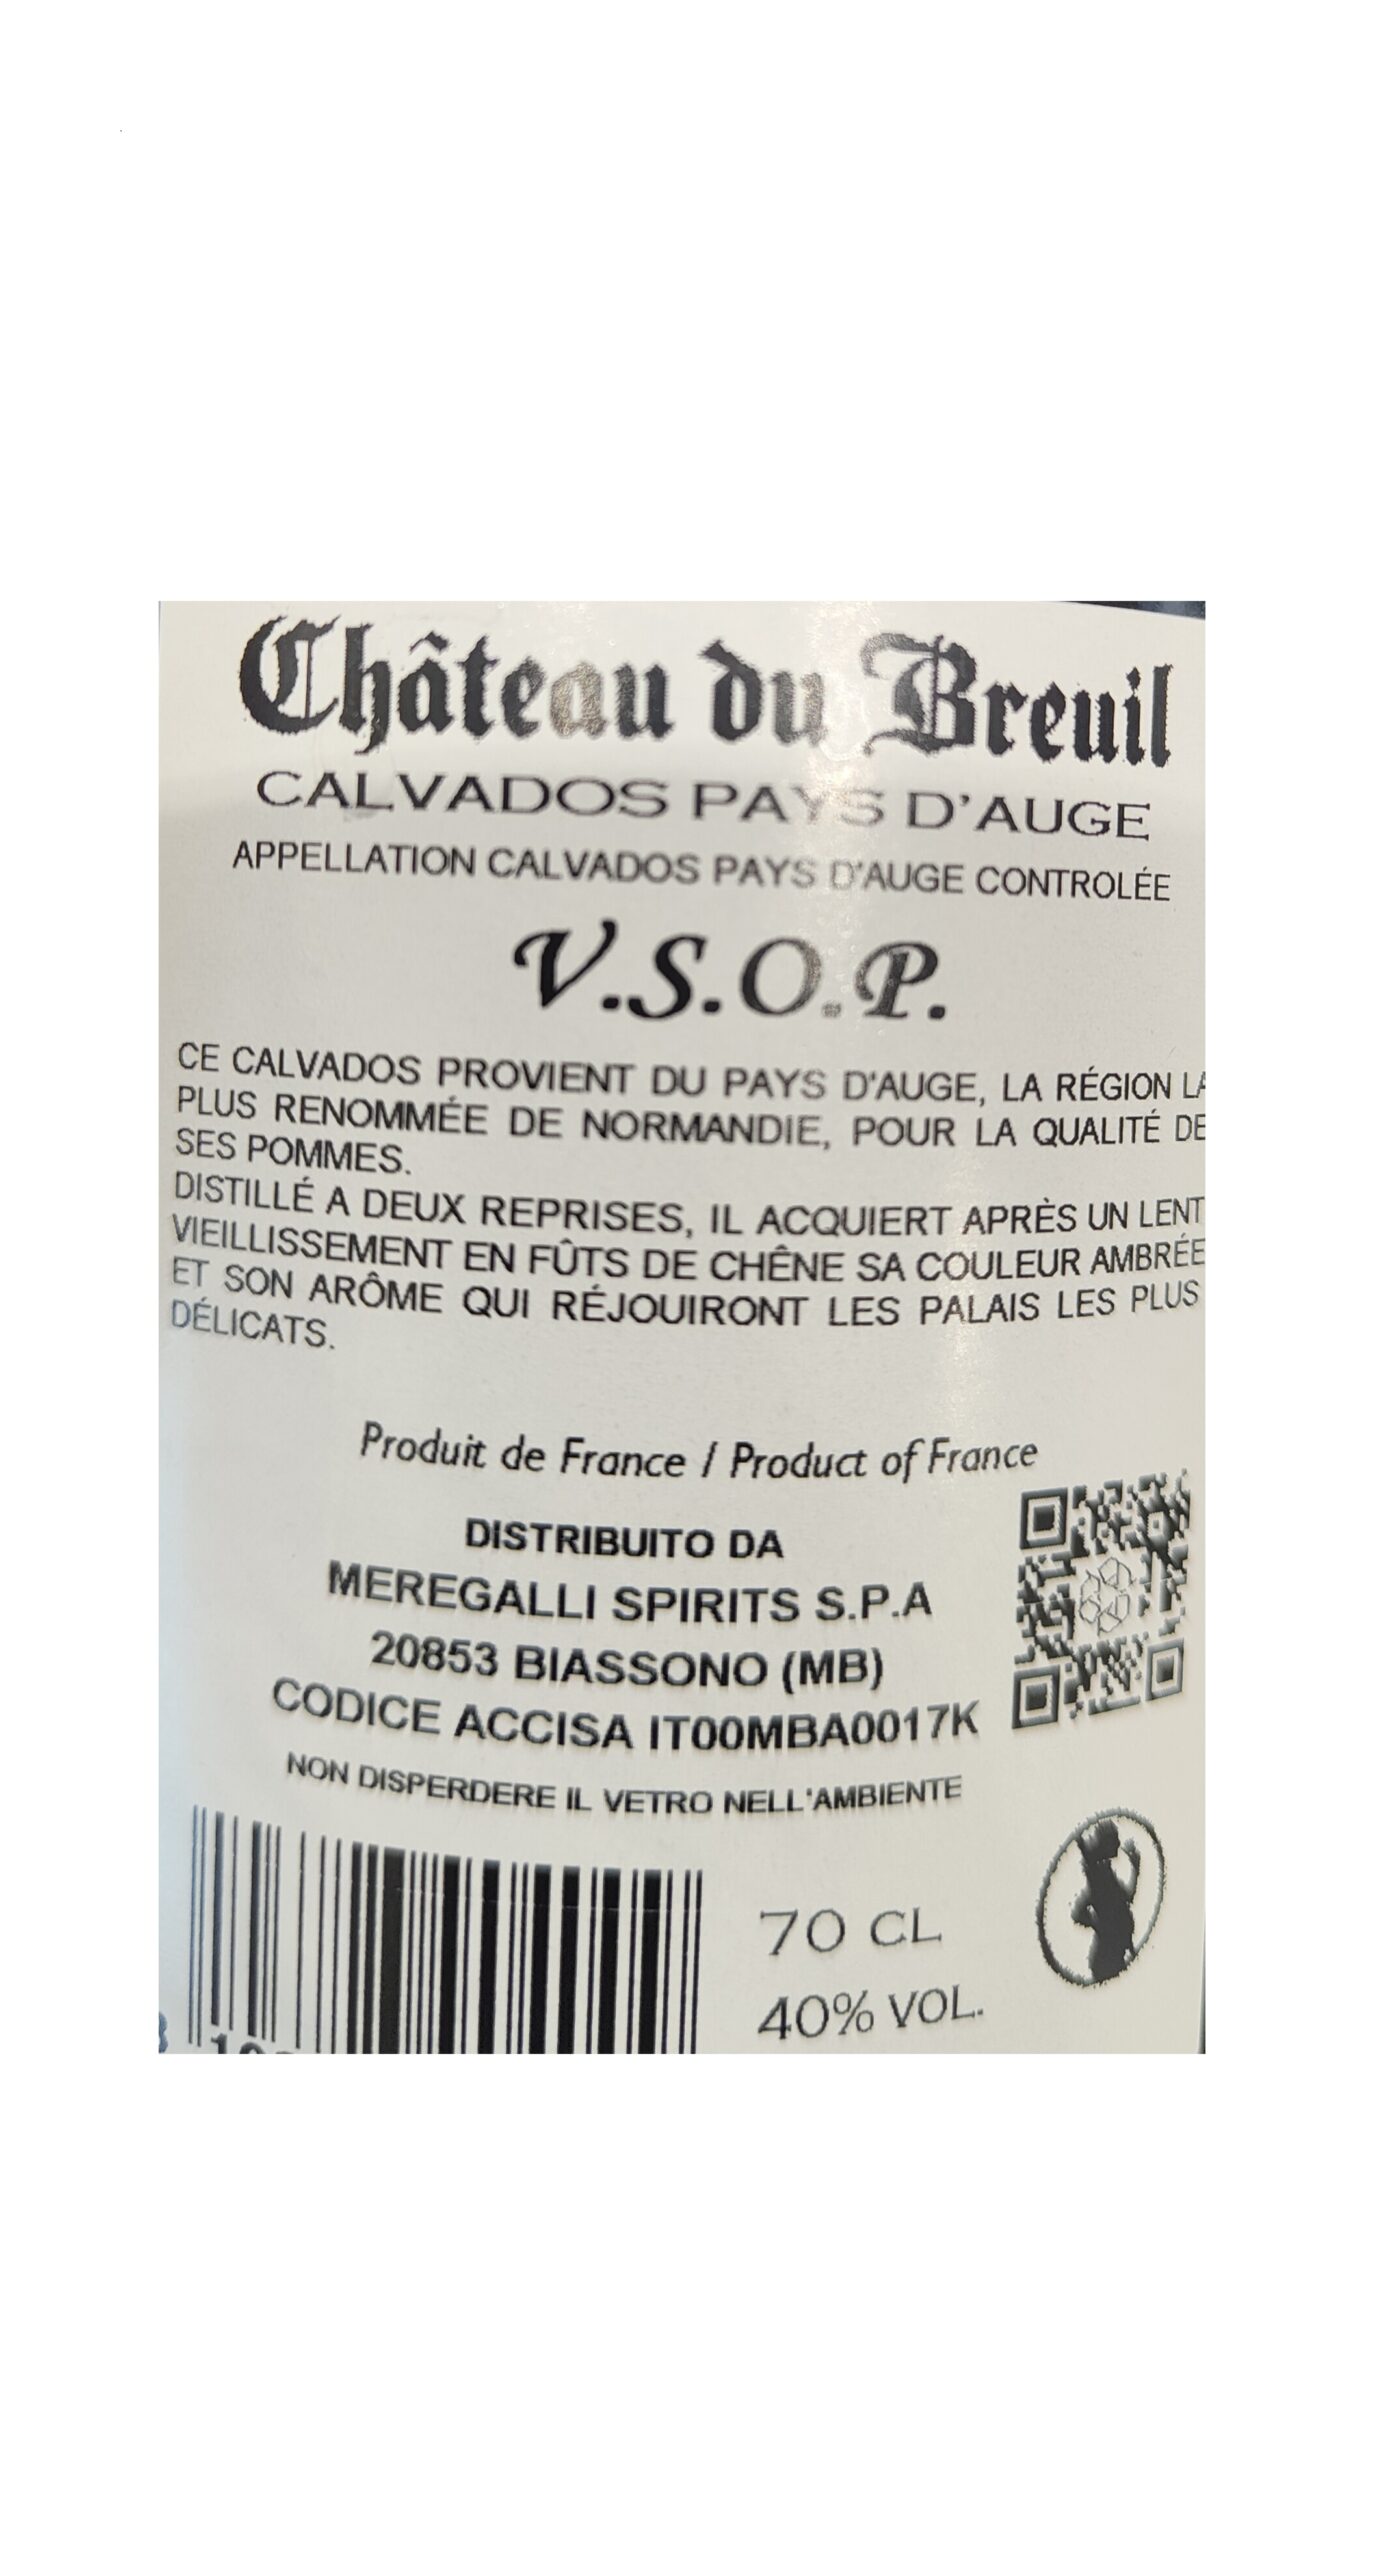 Château du Breuil
CALVADOS PAYS D'AUGE
APPELLATION CALVADOS PAYS D'AUGE CONTROLÉE
V.S.O.P.
CE CALVADOS PROVIENT DU PAYS D'AUGE, LA RÉGION LA
PLUS RENOMMÉE DE NORMANDIE, POUR LA QUALITÉ DE
SES POMMES.
DISTILLÉ A DEUX REPRISES, IL ACQUIERT APRÈS UN LENT
VIEILLISSEMENT EN FÛTS DE CHÊNE SA COULEUR AMBRÉE
ET SON ARÔME QUI RÉJOUIRONT LES PALAIS LES PLUS
DÉLICATS.
Produit de France / Product of France
DISTRIBUITO DA
MEREGALLI SPIRITS S.P.A
20853 BIASSONO (MB)
CODICE ACCISA IT00MBA0017K
NON DISPERDERE IL VETRO NELL'AMBIENTE
70 CL
40% VOL.